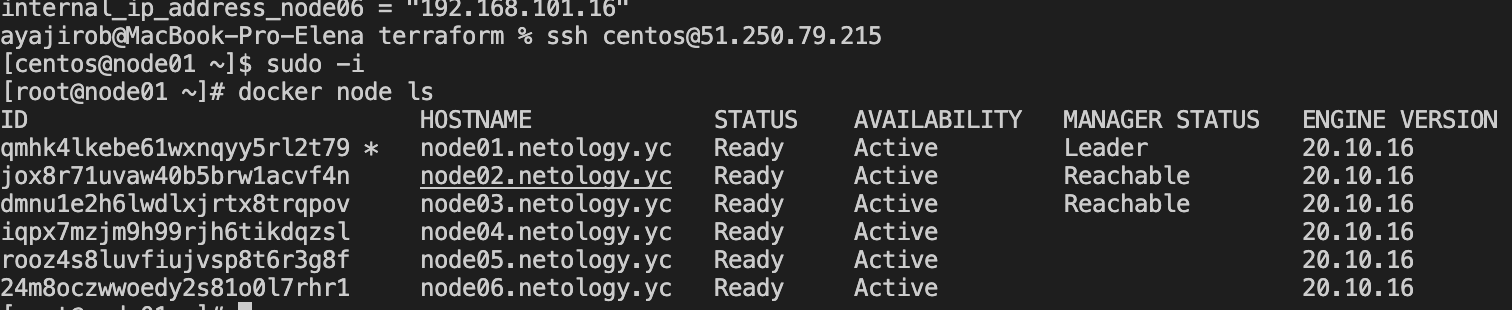 internal_ip_address_node06 = "192.168.101.16"
ayajirob@MacBook-Pro-Elena terraform % ssh centos@51.250.79.215
[centos@node01 ~]$ sudo -i
[root@node01 ~]# docker node ls
ID HOSTNAME STATUS AVAILABILITY MANAGER STATUS ENGINE VERSION
qmhk4lkebe61wxnqyy5rl2t79 * node01.netology.yc Ready Active Leader 20.10.16
jox8r71uvaw40b5brw1acvf4n node02.netology.yc Ready Active Reachable 20.10.16
dmnu1e2h6lwdlxjrtx8trqpov node03.netology.yc Ready Active Reachable 20.10.16
iqpx7mzjm9h99rjh6tikdqzsl node04.netology.yc Ready Active 20.10.16
rooz4s8luvfiujvsp8t6r3g8f node05.netology.yc Ready Active 20.10.16
24m8oczwwoedy2s81o0l7rhr1 node06.netology.yc Ready Active 20.10.16